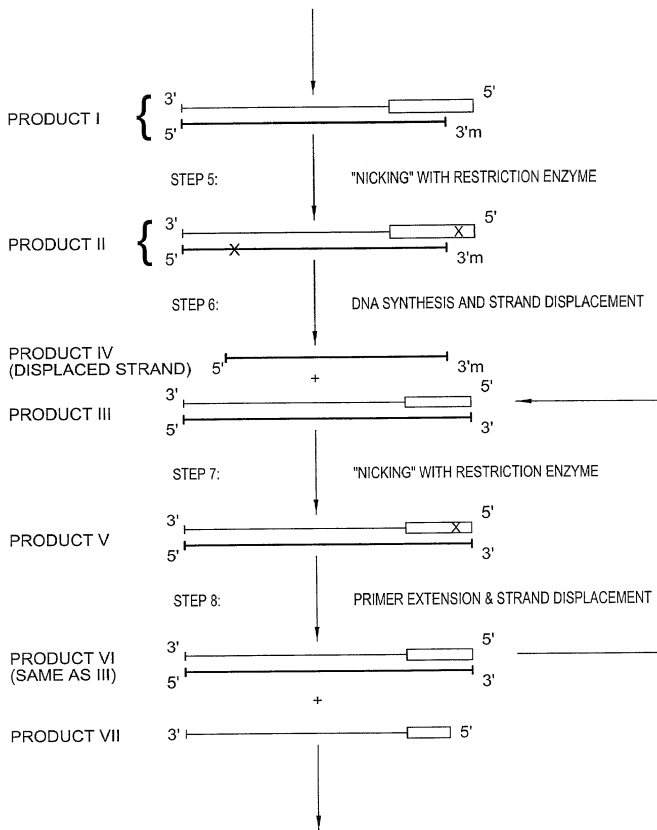 3' 5'
PRODUCT I {
5' 3'm
STEP 5: "NICKING" WITH RESTRICTION ENZYME
3' 5'
X
PRODUCT II {
5' X 3'm
STEP 6: DNA SYNTHESIS AND STRAND DISPLACEMENT
PRODUCT IV
(DISPLACED STRAND) 5' 3'm
+
3' 5'
PRODUCT III
5' 3'
STEP 7: "NICKING" WITH RESTRICTION ENZYME
3' 5'
X
PRODUCT V
5' 3'
STEP 8: PRIMER EXTENSION & STRAND DISPLACEMENT
3' 5'
PRODUCT VI
(SAME AS III) 5' 3'
+
PRODUCT VII 3' 5'